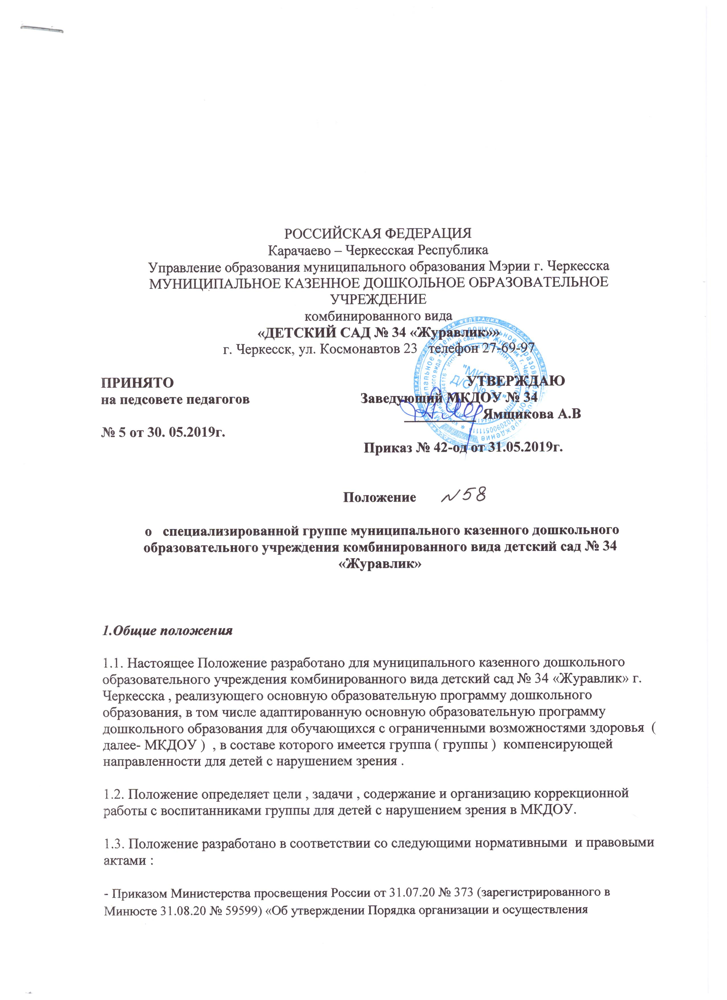 РОССИЙСКАЯ ФЕДЕРАЦИЯ
Карачаево – Черкесская Республика
Управление образования муниципального образования Мэрии г. Черкесска
МУНИЦИПАЛЬНОЕ КАЗЕННОЕ ДОШКОЛЬНОЕ ОБРАЗОВАТЕЛЬНОЕ
УЧРЕЖДЕНИЕ
комбинированного вида
«ДЕТСКИЙ САД № 34 «Журавлик»»
г. Черкесск, ул. Космонавтов 23 телефон 27-69-97
"МКДОУ
Д/С №
ПРИНЯТО УТВЕРЖДАЮ
на педсовете педагогов Заведующий МКДОУ № 34
Ямщикова А.В
№ 5 от 30. 05.2019г.
Приказ № 42-од от 31.05.2019г.
Положение N 58
о специализированной группе муниципального казенного дошкольного
образовательного учреждения комбинированного вида детский сад № 34
«Журавлик»
1.Общие положения
1.1. Настоящее Положение разработано для муниципального казенного дошкольного
образовательного учреждения комбинированного вида детский сад № 34 «Журавлик» г.
Черкесска , реализующего основную образовательную программу дошкольного
образования, в том числе адаптированную основную образовательную программу
дошкольного образования для обучающихся с ограниченными возможностями здоровья (
далее- МКДОУ ) , в составе которого имеется группа ( группы ) компенсирующей
направленности для детей с нарушением зрения .
1.2. Положение определяет цели , задачи , содержание и организацию коррекционной
работы с воспитанниками группы для детей с нарушением зрения в МКДОУ.
1.3. Положение разработано в соответствии со следующими нормативными и правовыми
актами :
- Приказом Министерства просвещения России от 31.07.20 № 373 (зарегистрированного в
Минюсте 31.08.20 № 59599) «Об утверждении Порядка организации и осуществления